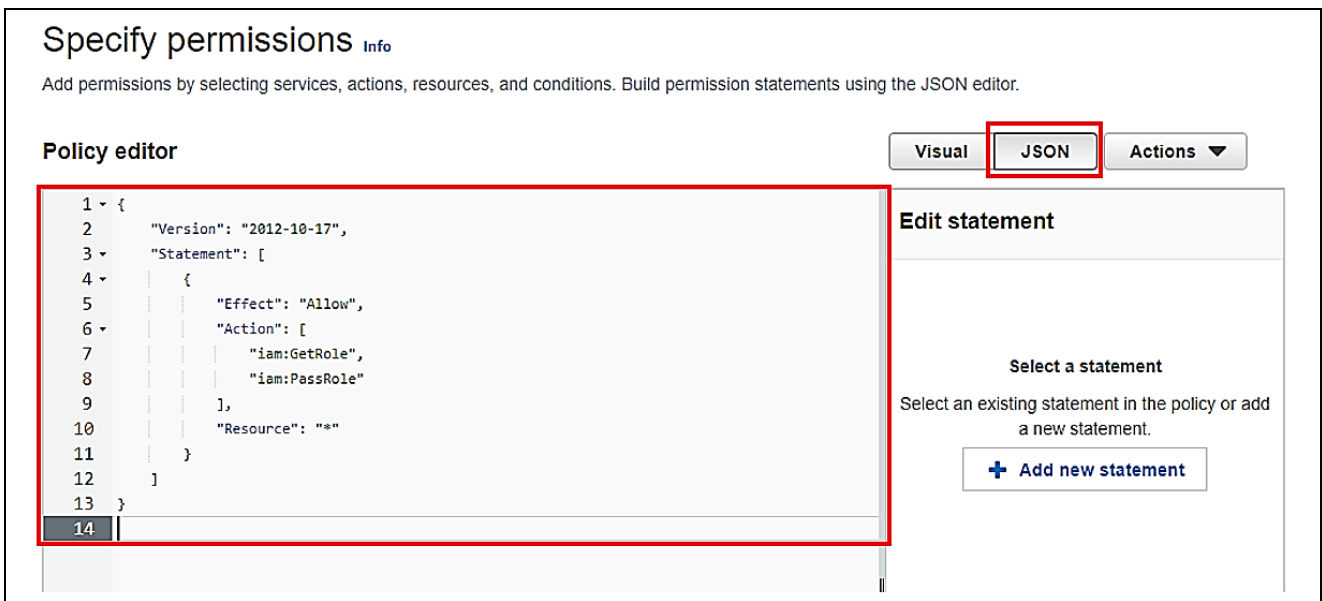 Specify permissions Info
Add permissions by selecting services, actions, resources, and conditions. Build permission statements using the JSON editor.
Policy editor
Visual JSON Actions
1 {
2 "Version": "2012-10-17",
3 "Statement": [
4 {
5 "Effect": "Allow",
6 "Action": [
7 "iam:GetRole",
8 "iam:PassRole"
9 ],
10 "Resource": "*"
11 }
12 ]
13 }
14
Edit statement
Select a statement
Select an existing statement in the policy or add
a new statement.
+ Add new statement